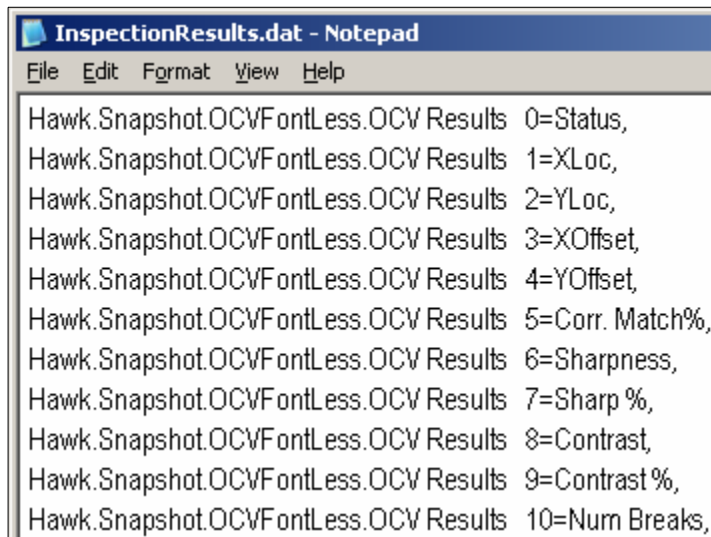 InspectionResults.dat - Notepad
File Edit Format View Help
Hawk.Snapshot.OCVFontLess.OCV Results 0=Status,
Hawk.Snapshot.OCVFontLess.OCV Results 1=XLoc,
Hawk.Snapshot.OCVFontLess.OCV Results 2=YLoc,
Hawk.Snapshot.OCVFontLess.OCV Results 3=XOffset,
Hawk.Snapshot.OCVFontLess.OCV Results 4=YOffset,
Hawk.Snapshot.OCVFontLess.OCV Results 5=Corr. Match%,
Hawk.Snapshot.OCVFontLess.OCV Results 6=Sharpness,
Hawk.Snapshot.OCVFontLess.OCV Results 7=Sharp %,
Hawk.Snapshot.OCVFontLess.OCV Results 8=Contrast,
Hawk.Snapshot.OCVFontLess.OCV Results 9=Contrast %,
Hawk.Snapshot.OCVFontLess.OCV Results 10=Num Breaks,